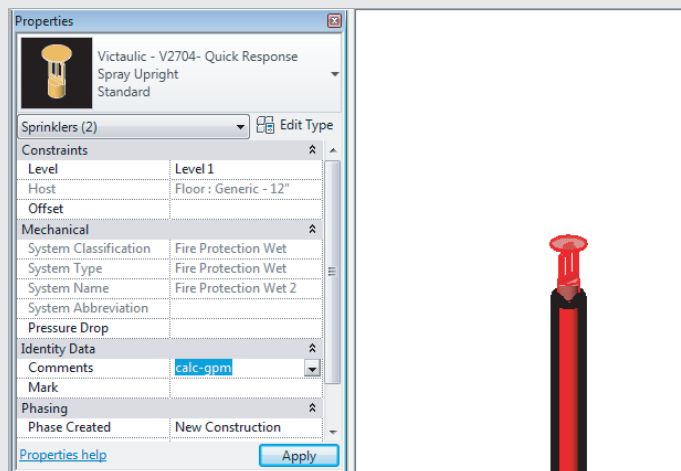 Properties
Victaulic - V2704- Quick Response
Spray Upright
Standard
Sprinklers (2) Edit Type
Constraints
Level Level 1
Host Floor : Generic - 12"
Offset
Mechanical
System Classification Fire Protection Wet
System Type Fire Protection Wet
System Name Fire Protection Wet 2
System Abbreviation
Pressure Drop
Identity Data
Comments calc-gpm
Mark
Phasing
Phase Created New Construction
Properties help Apply